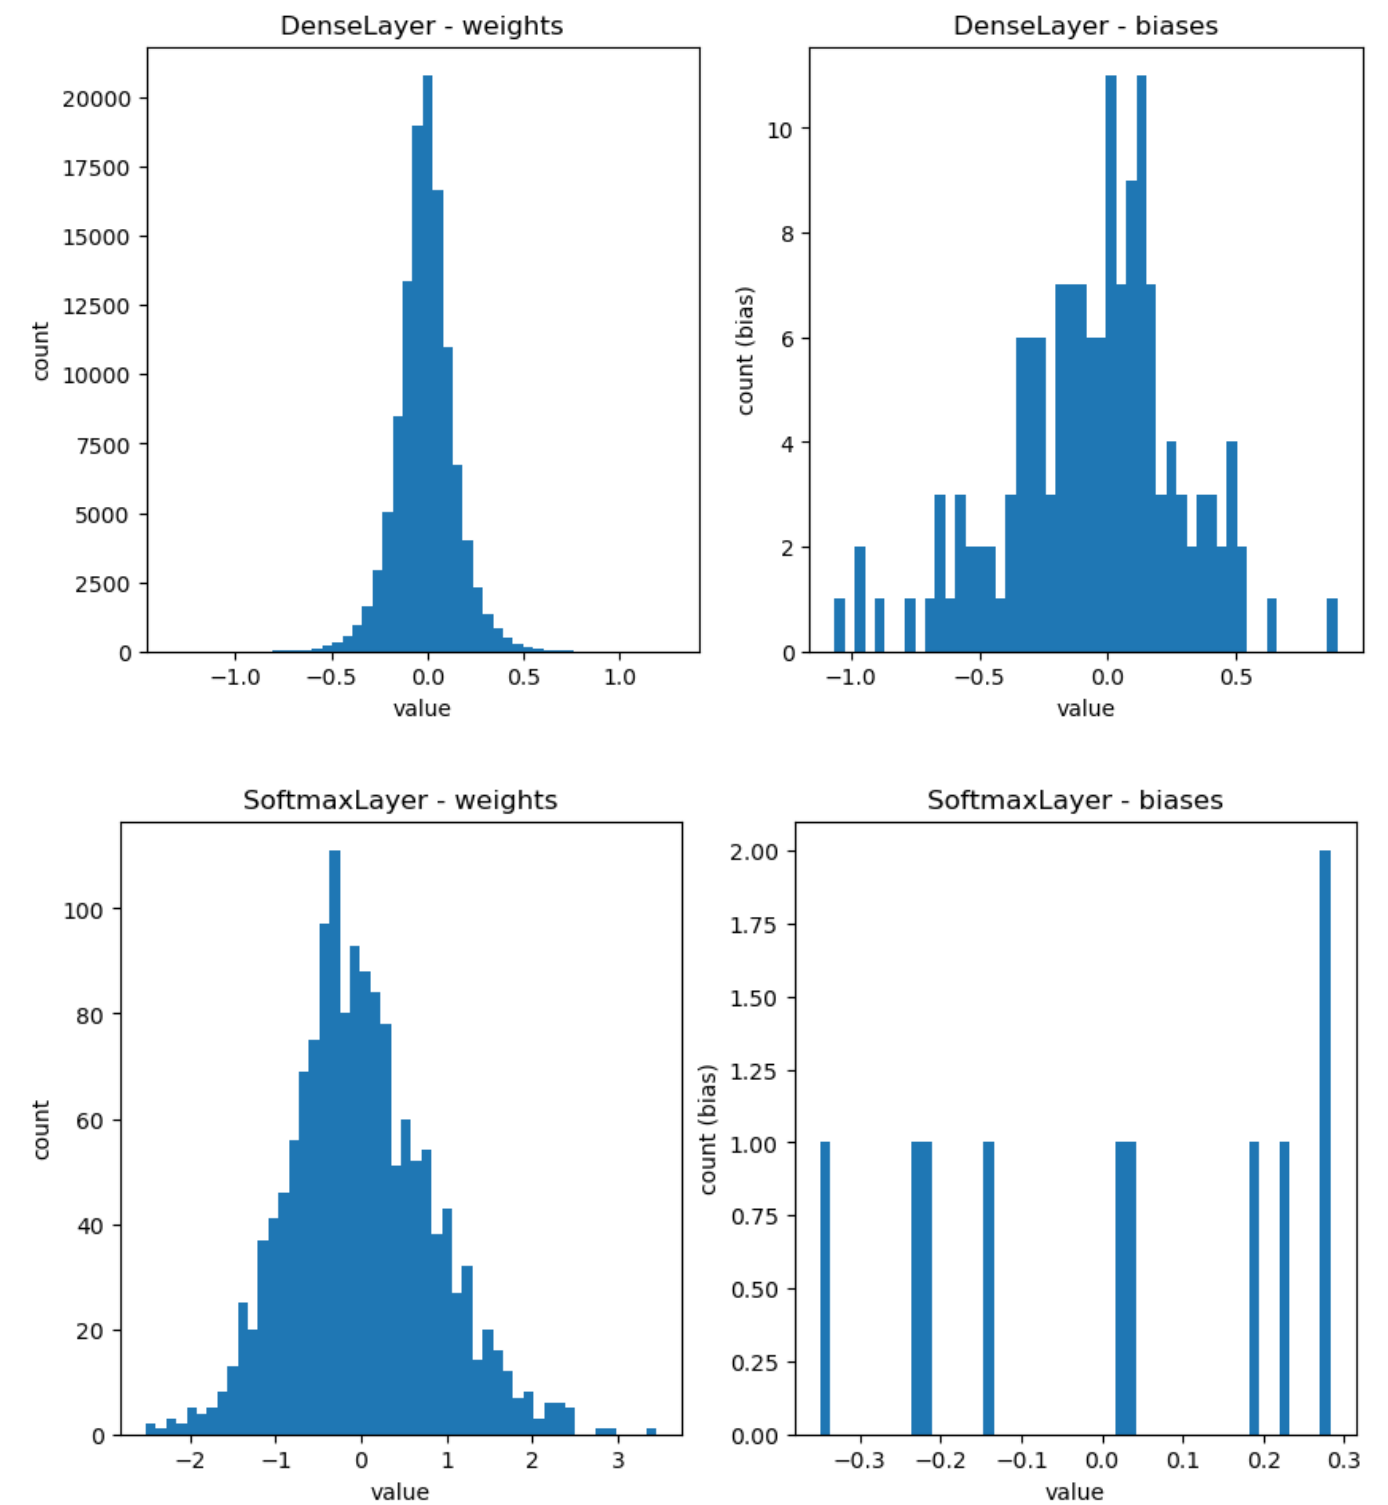 DenseLayer - weights
DenseLayer - biases
count
20000
17500
15000
12500
10000
7500
5000
2500
0
−1.0 −0.5 0.0 0.5 1.0
value
count (bias)
10
8
6
4
2
0
−1.0 −0.5 0.0 0.5
value
SoftmaxLayer - weights
SoftmaxLayer - biases
count
100
80
60
40
20
0
−2 −1 0 1 2 3
value
count (bias)
2.00
1.75
1.50
1.25
1.00
0.75
0.50
0.25
0.00
−0.3 −0.2 −0.1 0.0 0.1 0.2 0.3
value